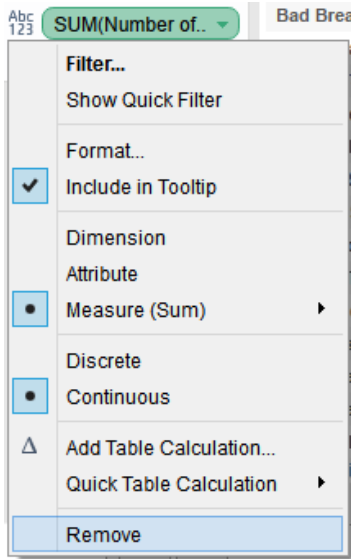 Abc
123
SUM(Number of..
Bad Brea
Filter...
Show Quick Filter
Format...
Include in Tooltip
Dimension
Attribute
Measure (Sum)
Discrete
Continuous
Δ Add Table Calculation...
Quick Table Calculation
Remove